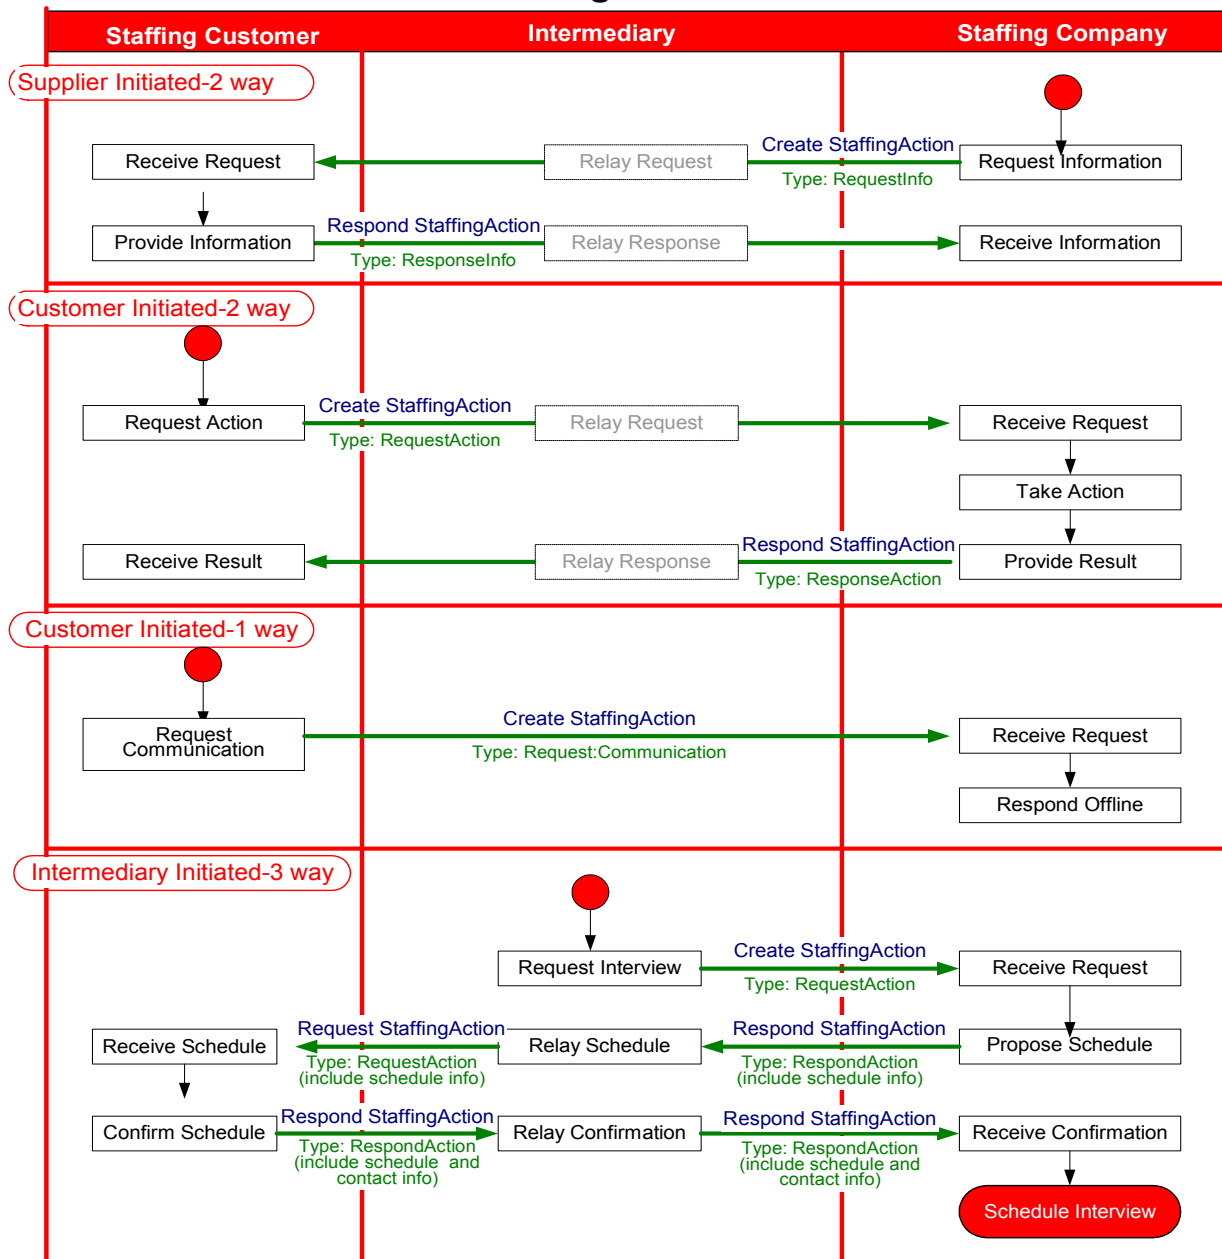 Staffing Customer
Intermediary
Staffing Company
Supplier Initiated-2 way
Receive Request
Relay Request
Create StaffingAction
Type: RequestInfo
Request Information
Provide Information
Respond StaffingAction
Type: ResponseInfo
Relay Response
Receive Information
Customer Initiated-2 way
Request Action
Create StaffingAction
Type: RequestAction
Relay Request
Receive Request
Take Action
Receive Result
Relay Response
Respond StaffingAction
Type: ResponseAction
Provide Result
Customer Initiated-1 way
Request
Communication
Create StaffingAction
Type: Request:Communication
Receive Request
Respond Offline
Intermediary Initiated-3 way
Request Interview
Create StaffingAction
Type: RequestAction
Receive Request
Receive Schedule
Request StaffingAction
Type: RequestAction
(include schedule info)
Relay Schedule
Respond StaffingAction
Type: RespondAction
(include schedule info)
Propose Schedule
Confirm Schedule
Respond StaffingAction
Type: RespondAction
(include schedule and
contact info)
Relay Confirmation
Respond StaffingAction
Type: RespondAction
(include schedule and
contact info)
Receive Confirmation
Schedule Interview